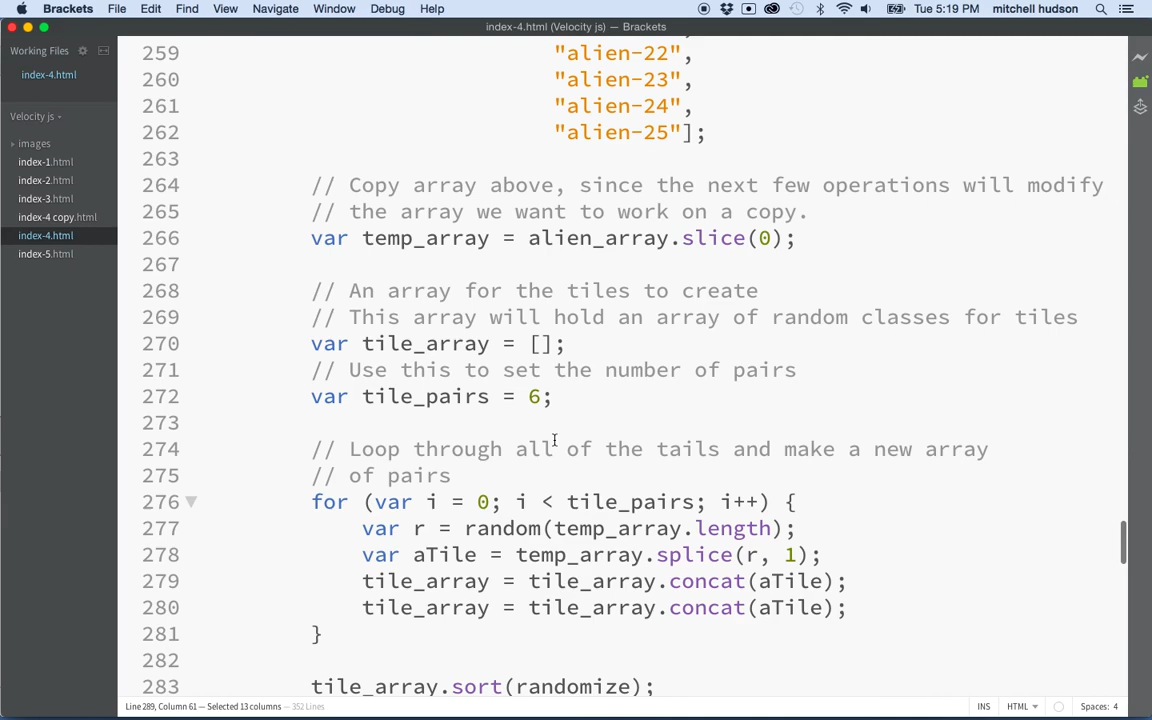 Brackets File Edit Find View Navigate Window Debug Help Tue 5:19 PM mitchell hudson
index-4.html (Velocity js) — Brackets
Working Files
index-4.html
Velocity js
images
index-1.html
index-2.html
index-3.html
index-4 copy.html
index-4.html
index-5.html
259 "alien-22",
260 "alien-23",
261 "alien-24",
262 "alien-25"];
263
264 // Copy array above, since the next few operations will modify
265 // the array we want to work on a copy.
266 var temp_array = alien_array.slice(0);
267
268 // An array for the tiles to create
269 // This array will hold an array of random classes for tiles
270 var tile_array = [];
271 // Use this to set the number of pairs
272 var tile_pairs = 6;
273
274 // Loop through all of the tails and make a new array
275 // of pairs
276 for (var i = 0; i < tile_pairs; i++) {
277 var r = random(temp_array.length);
278 var aTile = temp_array.splice(r, 1);
279 tile_array = tile_array.concat(aTile);
280 tile_array = tile_array.concat(aTile);
281 }
282
283 tile_array.sort(randomize);
Line 289, Column 61 — Selected 13 columns — 352 Lines INS HTML Spaces: 4